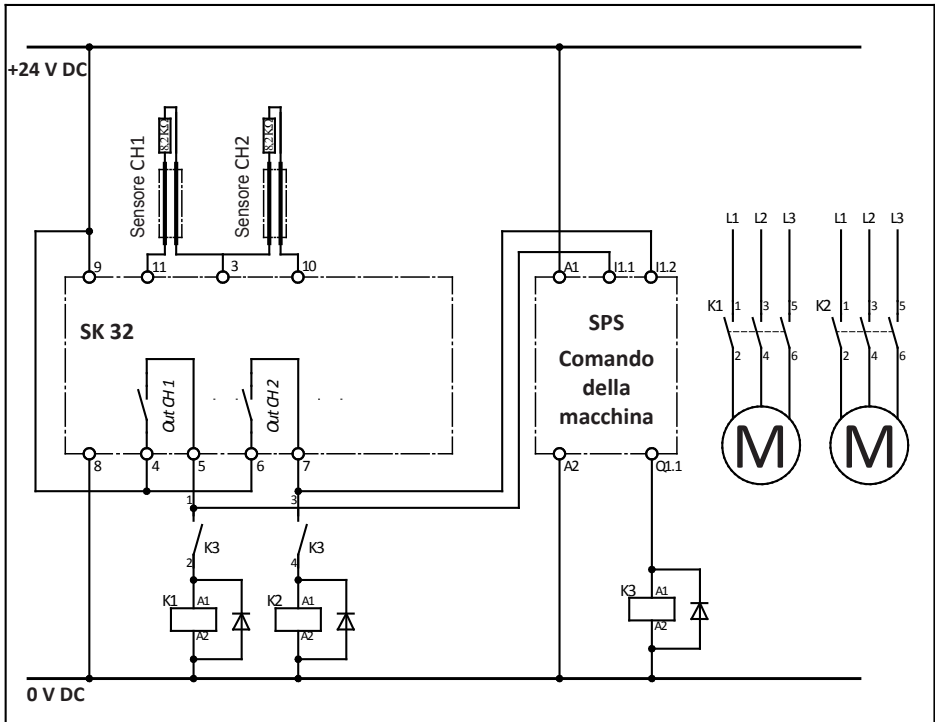 +24 V DC
Sensore CH1
8,2 KΩ
Sensore CH2
8,2 KΩ
9
11
3
10
A1
I1.1
I1.2
L1 L2 L3
L1 L2 L3
SK 32
SPS
Comando
della
macchina
K1
1
3
5
2
4
6
K2
1
3
5
2
4
6
Out CH 1
Out CH 2
M
M
8
4
5
6
7
A2
Q1.1
1
3
K3
2
K3
4
K1
A1
A2
K2
A1
A2
K3
A1
A2
0 V DC